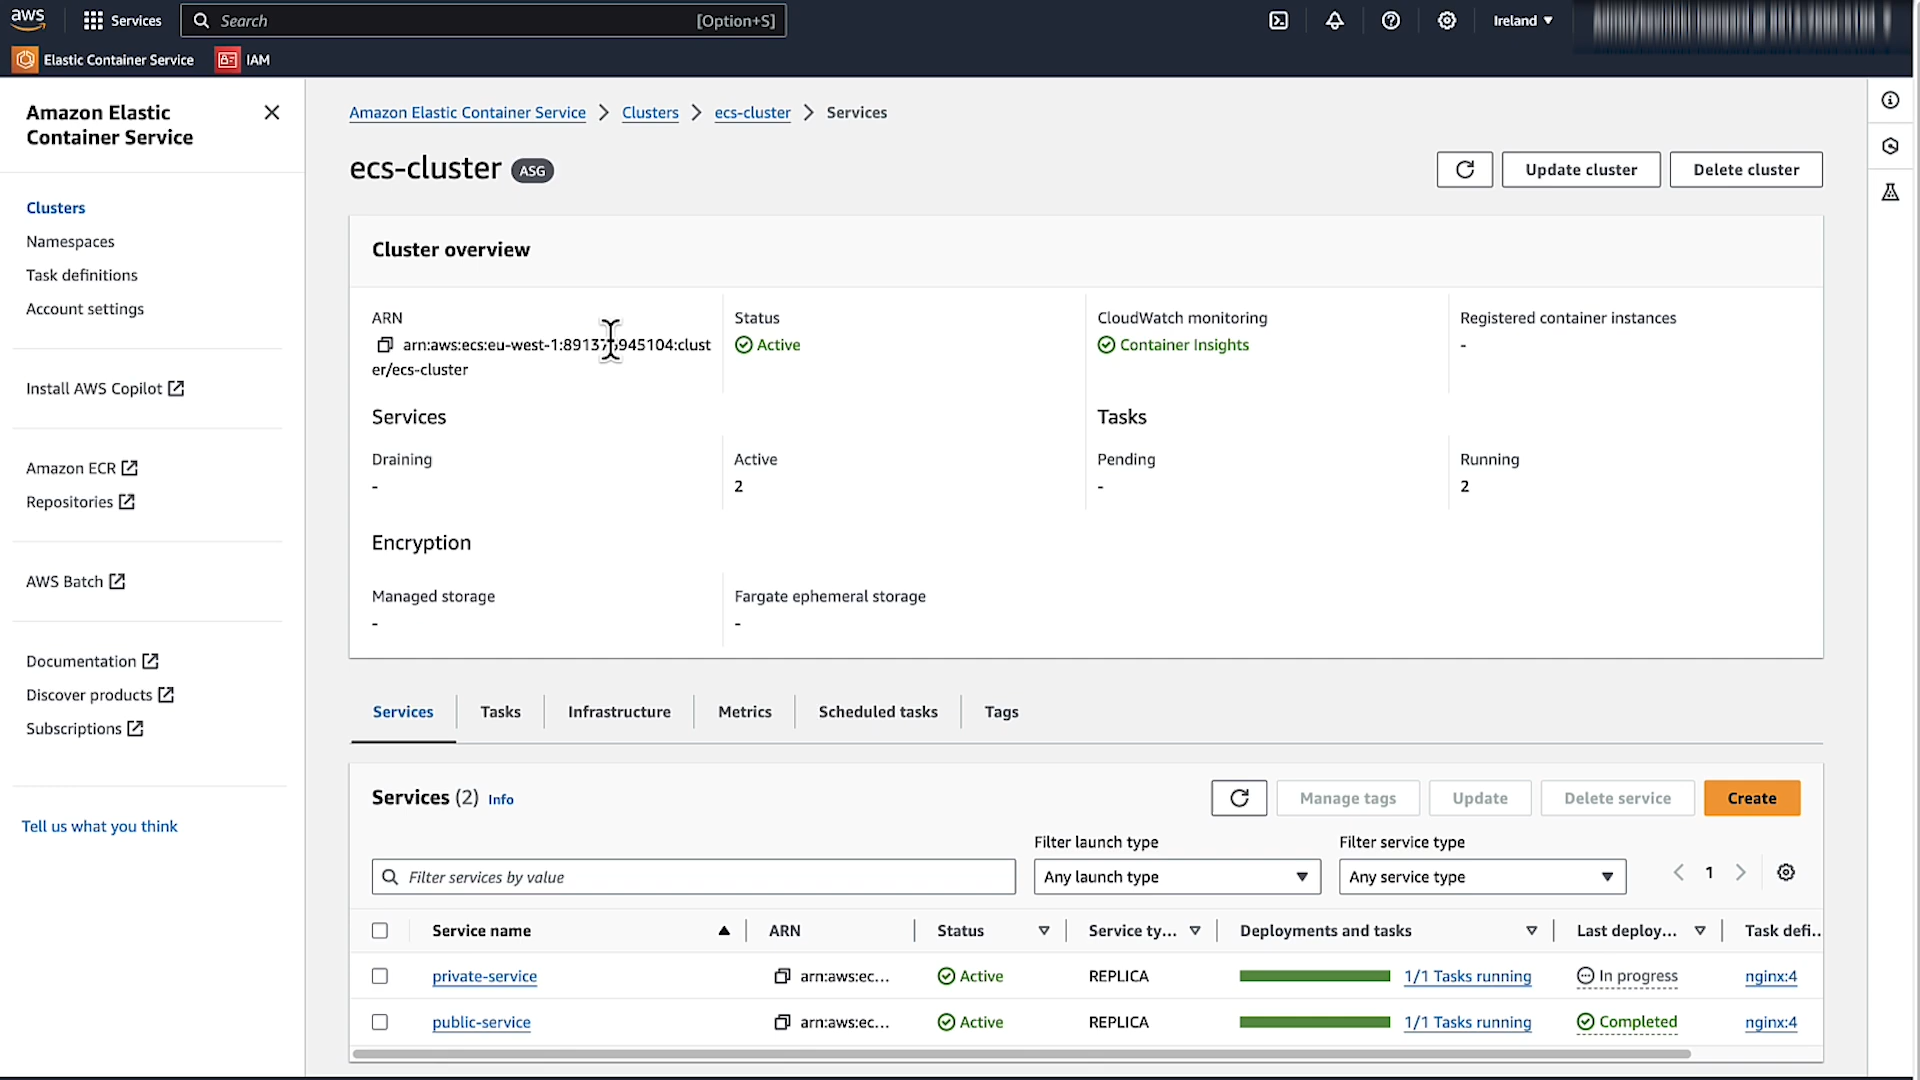 aws
Services
Search
[Option+S]
Ireland ▼
Elastic Container Service
IAM
Amazon Elastic
Container Service
Clusters
Namespaces
Task definitions
Account settings
Install AWS Copilot
Amazon ECR
Repositories
AWS Batch
Documentation
Discover products
Subscriptions
Tell us what you think
Amazon Elastic Container Service > Clusters > ecs-cluster > Services
ecs-cluster ASG
Update cluster
Delete cluster
Cluster overview
ARN
er/ecs-cluster
Status
Active
CloudWatch monitoring
Container Insights
Registered container instances
-
Services
Draining
-
Active
2
Tasks
Pending
-
Running
2
Encryption
Managed storage
-
Fargate ephemeral storage
-
Services Tasks Infrastructure Metrics Scheduled tasks Tags
Services (2) Info
Manage tags
Update
Delete service
Create
Filter services by value
Filter launch type
Any launch type
Filter service type
Any service type
1
Service name ARN Status Service ty... Deployments and tasks Last deploy... Task defi..
private-service arn:aws:ec... Active REPLICA 1/1 Tasks running In progress nginx:4
public-service arn:aws:ec... Active REPLICA 1/1 Tasks running Completed nginx:4